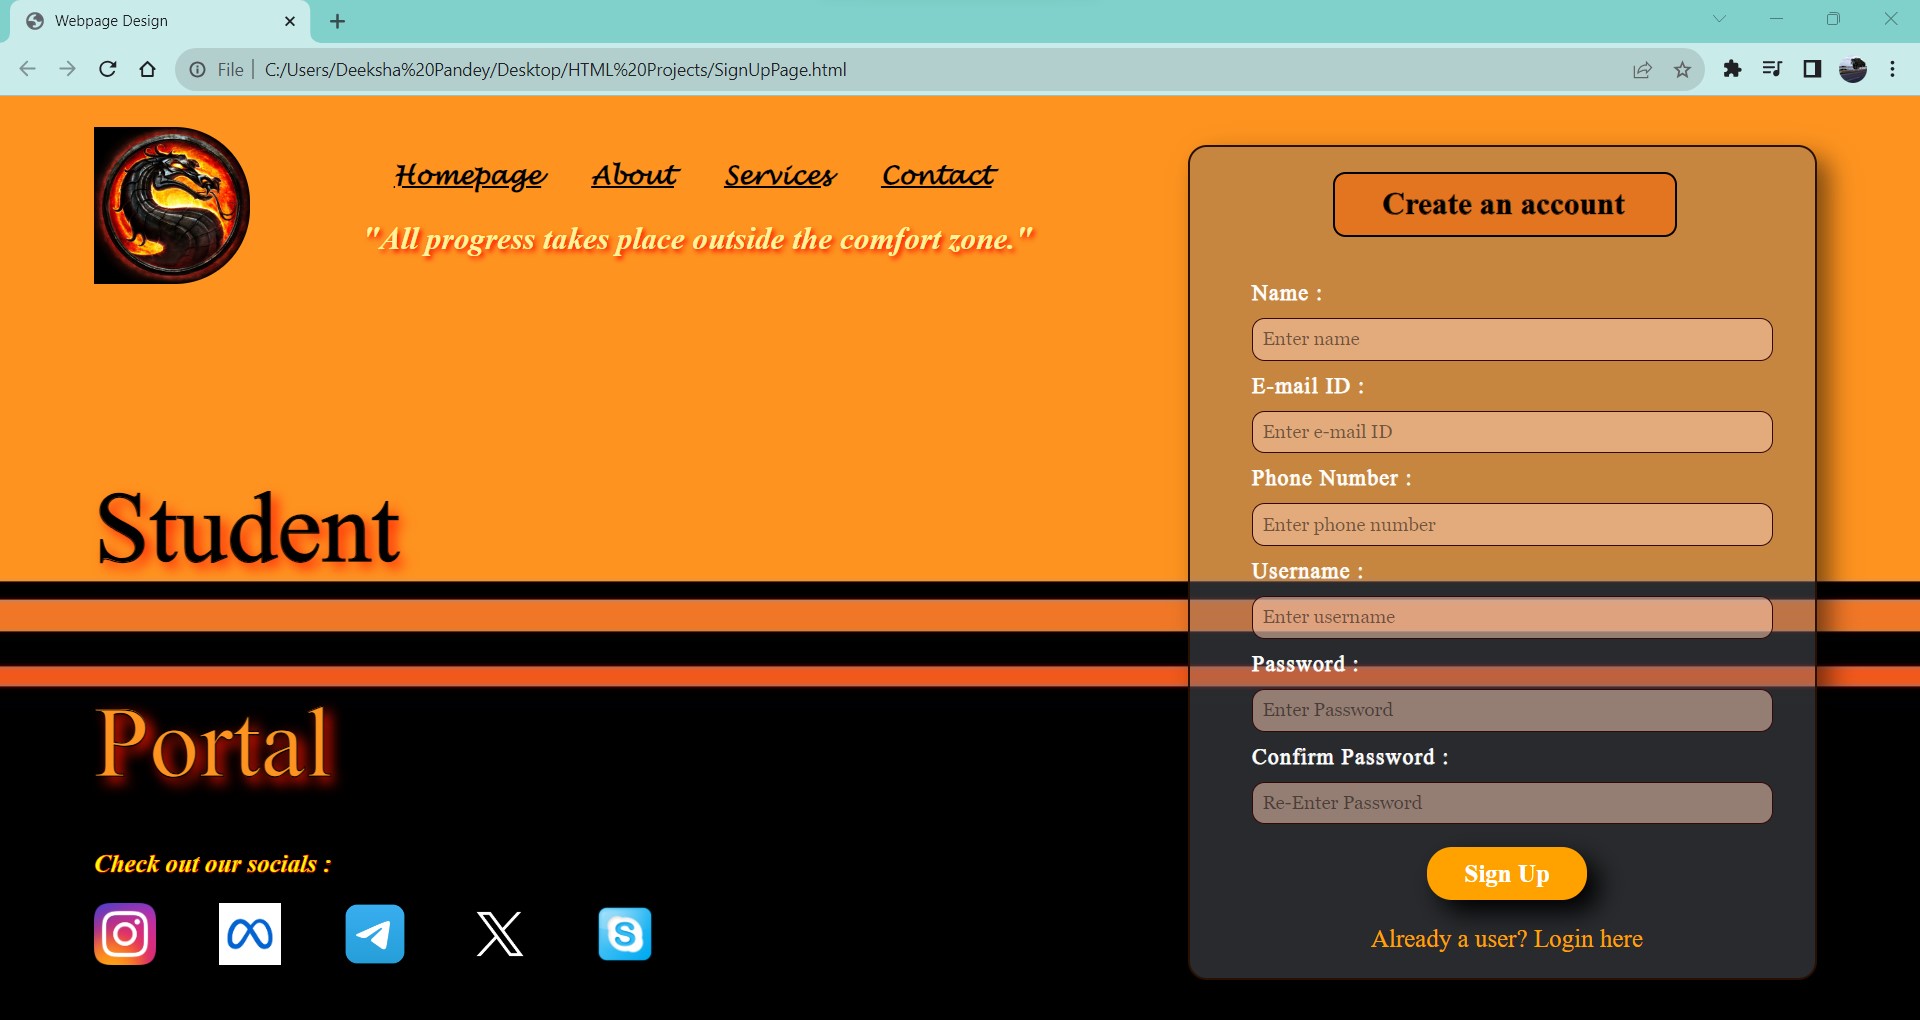 Webpage Design
File | C:/Users/Deeksha%20Pandey/Desktop/HTML%20Projects/SignUpPage.html
Homepage About Services Contact
"All progress takes place outside the comfort zone."
Student
Portal
Check out our socials :
Create an account
Name :
Enter name
E-mail ID :
Enter e-mail ID
Phone Number :
Enter phone number
Username :
Enter username
Password :
Enter Password
Confirm Password :
Re-Enter Password
Sign Up
Already a user? Login here